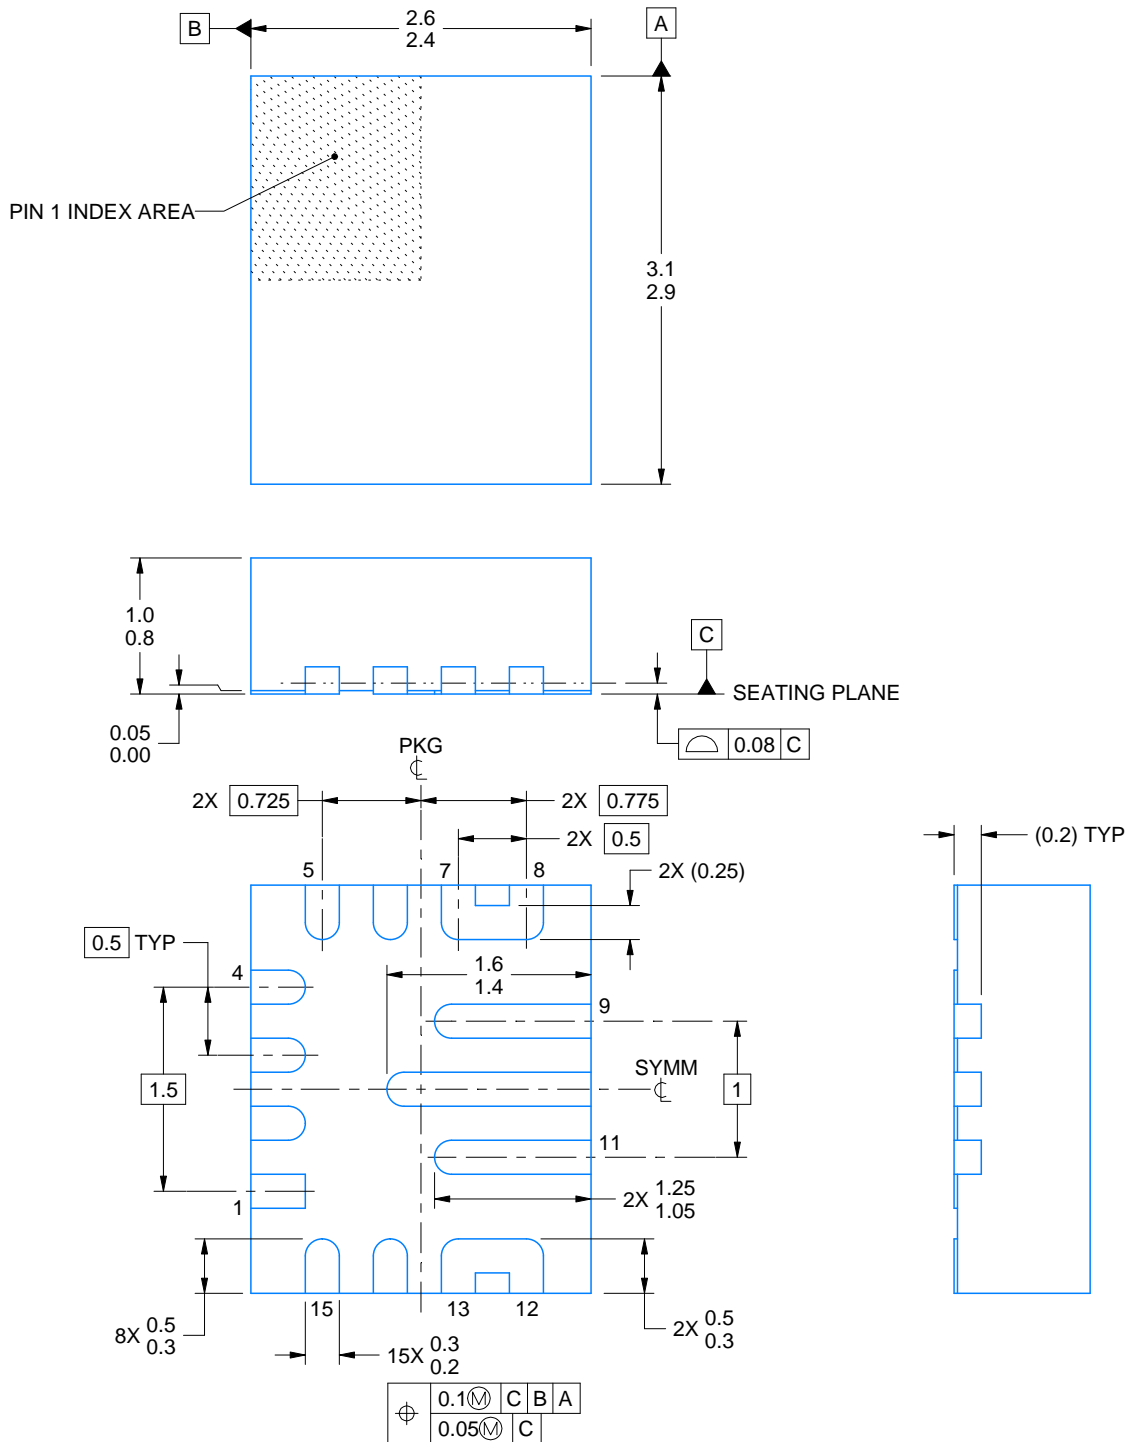 B
2.6
2.4
A
PIN 1 INDEX AREA
3.1
2.9
1.0
0.8
C
SEATING PLANE
0.05
0.00
0.08 C
PKG
2X 0.725
2X 0.775
2X 0.5
(0.2) TYP
5
7
8
2X (0.25)
0.5 TYP
4
1.6
1.4
9
SYMM
1.5
1
11
1
2X 1.25
1.05
15
13
12
8X 0.5
0.3
15X 0.3
0.2
2X 0.5
0.3
0.1Ⓜ C B A
0.05Ⓜ C